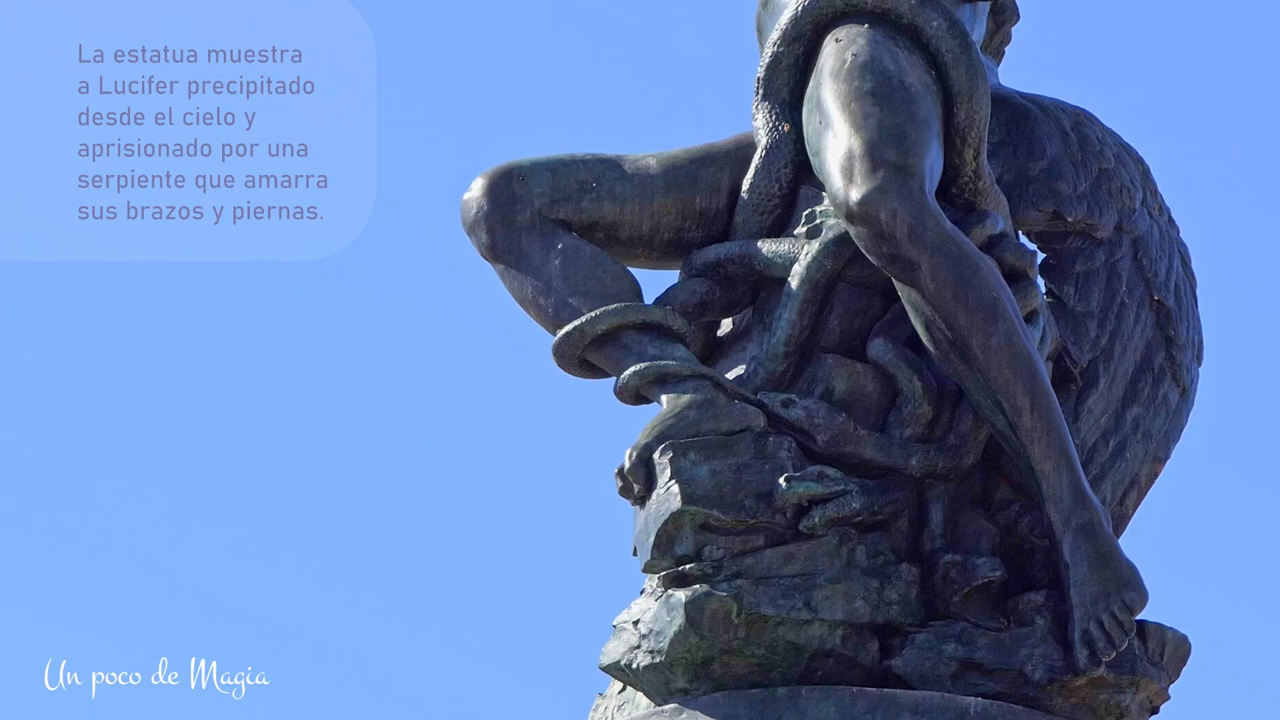 La estatua muestra
a Lucifer precipitado
desde el cielo y
aprisionado por una
serpiente que amarra
sus brazos y piernas.
Un poco de Magia